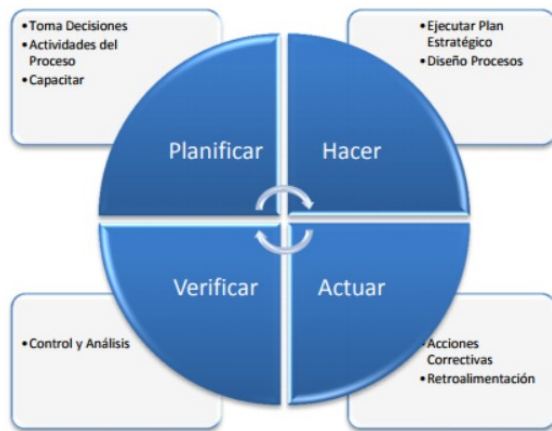 •Toma Decisiones
•Actividades del
Proceso
•Capacitar
•Ejecutar Plan
Estratégico
•Diseño Procesos
Planificar
Hacer
Verificar
Actuar
•Control y Análisis
•Acciones
Correctivas
•Retroalimentación